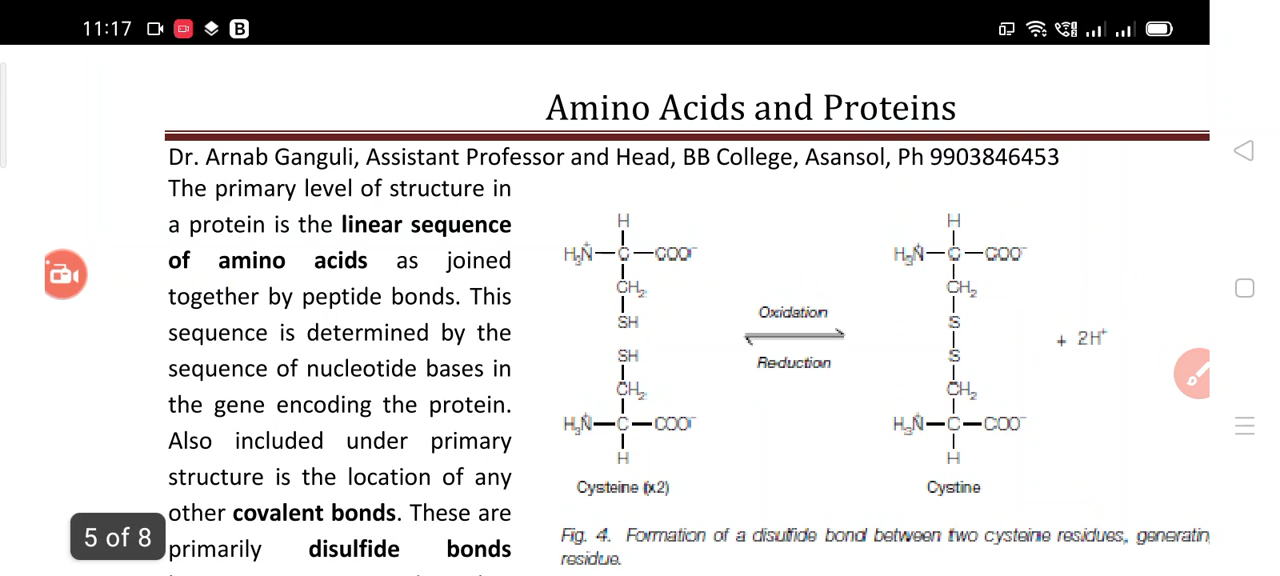 11:17 B
Amino Acids and Proteins
Dr. Arnab Ganguli, Assistant Professor and Head, BB College, Asansol, Ph 9903846453
The primary level of structure in
a protein is the linear sequence
of amino acids as joined
together by peptide bonds. This
sequence is determined by the
sequence of nucleotide bases in
the gene encoding the protein.
Also included under primary
structure is the location of any
other covalent bonds. These are
primarily disulfide bonds
5 of 8
H H
H₃N⁺—C—COO⁻ H₃N⁺—C—COO⁻
CH₂ CH₂
SH S
Oxidation
Reduction
+ 2H⁺
SH S
CH₂ CH₂
H₃N⁺—C—COO⁻ H₃N⁺—C—COO⁻
H H
Cysteine (x2) Cystine
Fig. 4. Formation of a disulfide bond between two cysteine residues, generatin
residue.